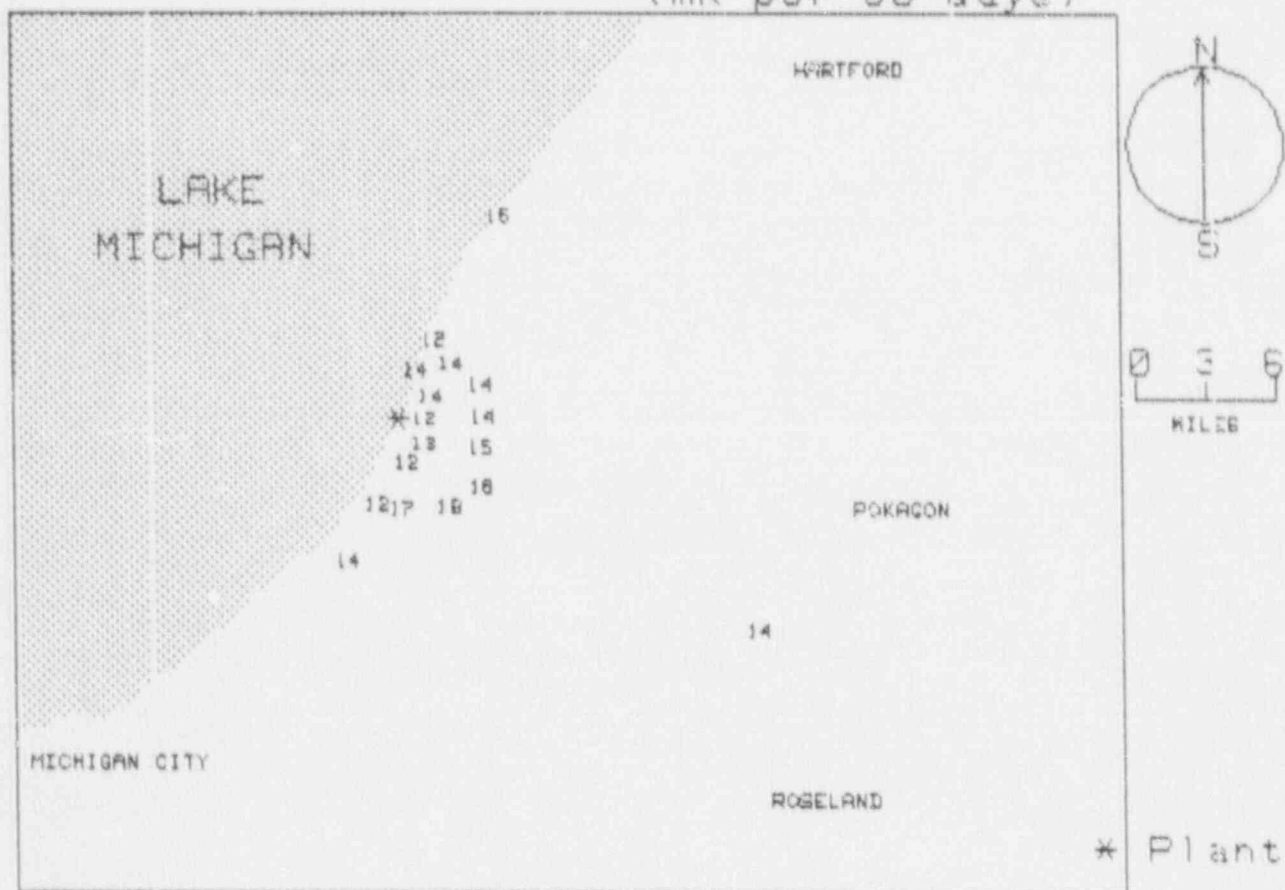 HARTFORD
N
LAKE
MICHIGAN
S
15
12
14 14
14
14
0 3 6
* 12 14
MILES
13 15
12
16
12 17 18
POKAGON
14
14
MICHIGAN CITY
ROSELAND
* Plant